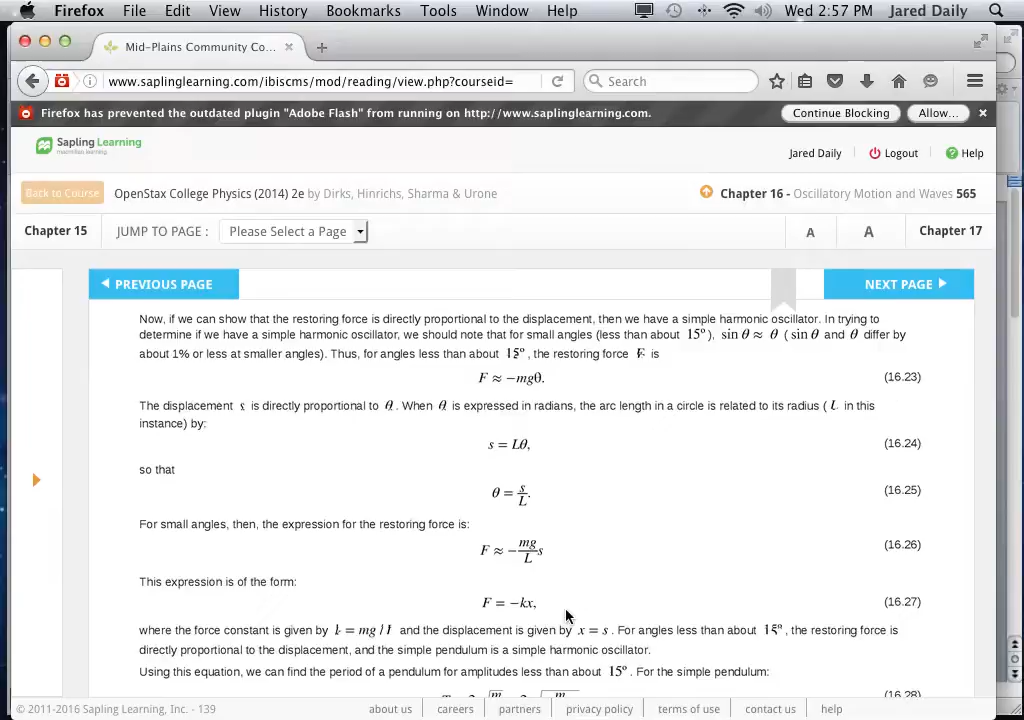 Firefox File Edit View History Bookmarks Tools Window Help Wed 2:57 PM Jared Daily
Mid-Plains Community Co...
www.saplinglearning.com/ibiscms/mod/reading/view.php?courseid= Search
Firefox has prevented the outdated plugin "Adobe Flash" from running on http://www.saplinglearning.com. Continue Blocking Allow...
Sapling Learning
macmillan learning
Jared Daily Logout Help
Back to Course OpenStax College Physics (2014) 2e by Dirks, Hinrichs, Sharma & Urone Chapter 16 - Oscillatory Motion and Waves 565
Chapter 15 JUMP TO PAGE : Please Select a Page A A Chapter 17
PREVIOUS PAGE NEXT PAGE
Now, if we can show that the restoring force is directly proportional to the displacement, then we have a simple harmonic oscillator. In trying to
determine if we have a simple harmonic oscillator, we should note that for small angles (less than about 15º), sin θ ≈ θ (sin θ and θ differ by
about 1% or less at smaller angles). Thus, for angles less than about 15º, the restoring force F is
F ≈ −mgθ. (16.23)
The displacement s is directly proportional to θ. When θ is expressed in radians, the arc length in a circle is related to its radius (L in this
instance) by:
s = Lθ, (16.24)
so that
θ = s/L. (16.25)
For small angles, then, the expression for the restoring force is:
F ≈ −mg/L s (16.26)
This expression is of the form:
F = −kx, (16.27)
where the force constant is given by k = mg / L and the displacement is given by x = s. For angles less than about 15º, the restoring force is
directly proportional to the displacement, and the simple pendulum is a simple harmonic oscillator.
Using this equation, we can find the period of a pendulum for amplitudes less than about 15º. For the simple pendulum:
(16.28)
© 2011-2016 Sapling Learning, Inc. - 139 about us careers partners privacy policy terms of use contact us help